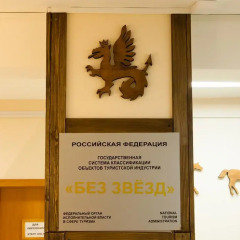 РОССИЙСКАЯ ФЕДЕРАЦИЯ
ГОСУДАРСТВЕННАЯ
СИСТЕМА КЛАССИФИКАЦИИ
ОБЪЕКТОВ ТУРИСТСКОЙ ИНДУСТРИИ
«БЕЗ ЗВЁЗД»
ФЕДЕРАЛЬНЫЙ ОРГАН
ИСПОЛНИТЕЛЬНОЙ ВЛАСТИ
В СФЕРЕ ТУРИЗМА
NATIONAL
TOURISM
ADMINISTRATION